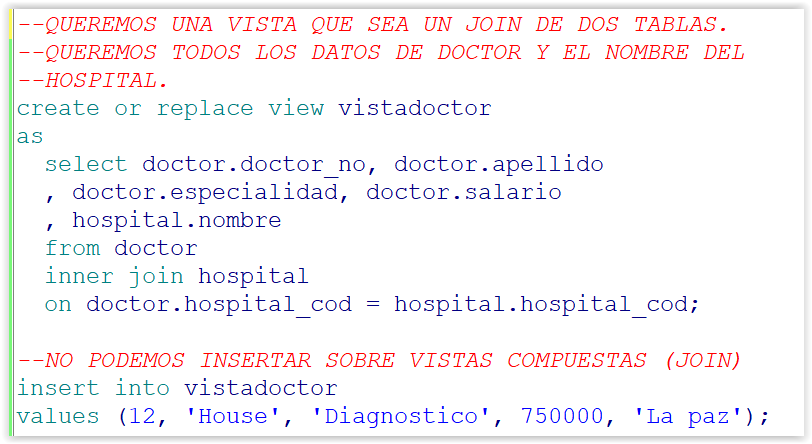 --QUEREMOS UNA VISTA QUE SEA UN JOIN DE DOS TABLAS.
--QUEREMOS TODOS LOS DATOS DE DOCTOR Y EL NOMBRE DEL
--HOSPITAL.
create or replace view vistadoctor
as
  select doctor.doctor_no, doctor.apellido
  , doctor.especialidad, doctor.salario
  , hospital.nombre
  from doctor
  inner join hospital
  on doctor.hospital_cod = hospital.hospital_cod;

--NO PODEMOS INSERTAR SOBRE VISTAS COMPUESTAS (JOIN)
insert into vistadoctor
values (12, 'House', 'Diagnostico', 750000, 'La paz');